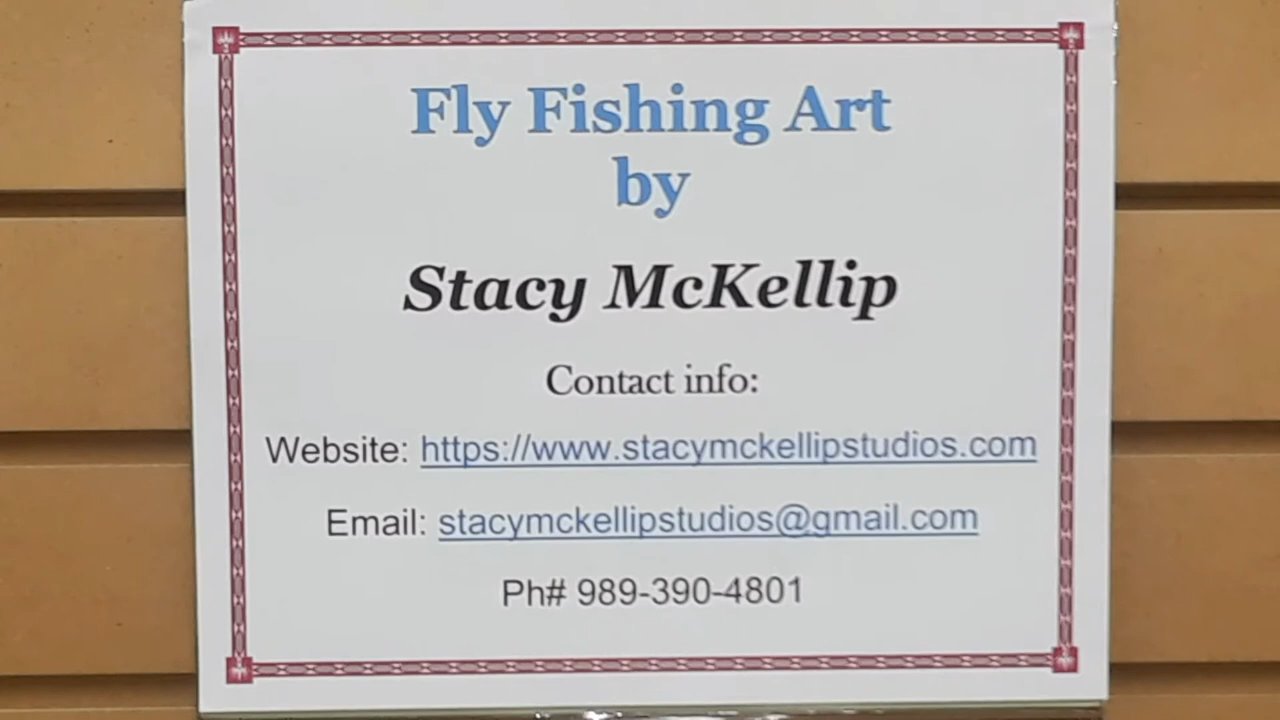 Fly Fishing Art
by
Stacy McKellip
Contact info:
Website: https://www.stacymckellipstudios.com
Email: stacymckellipstudios@gmail.com
Ph# 989-390-4801